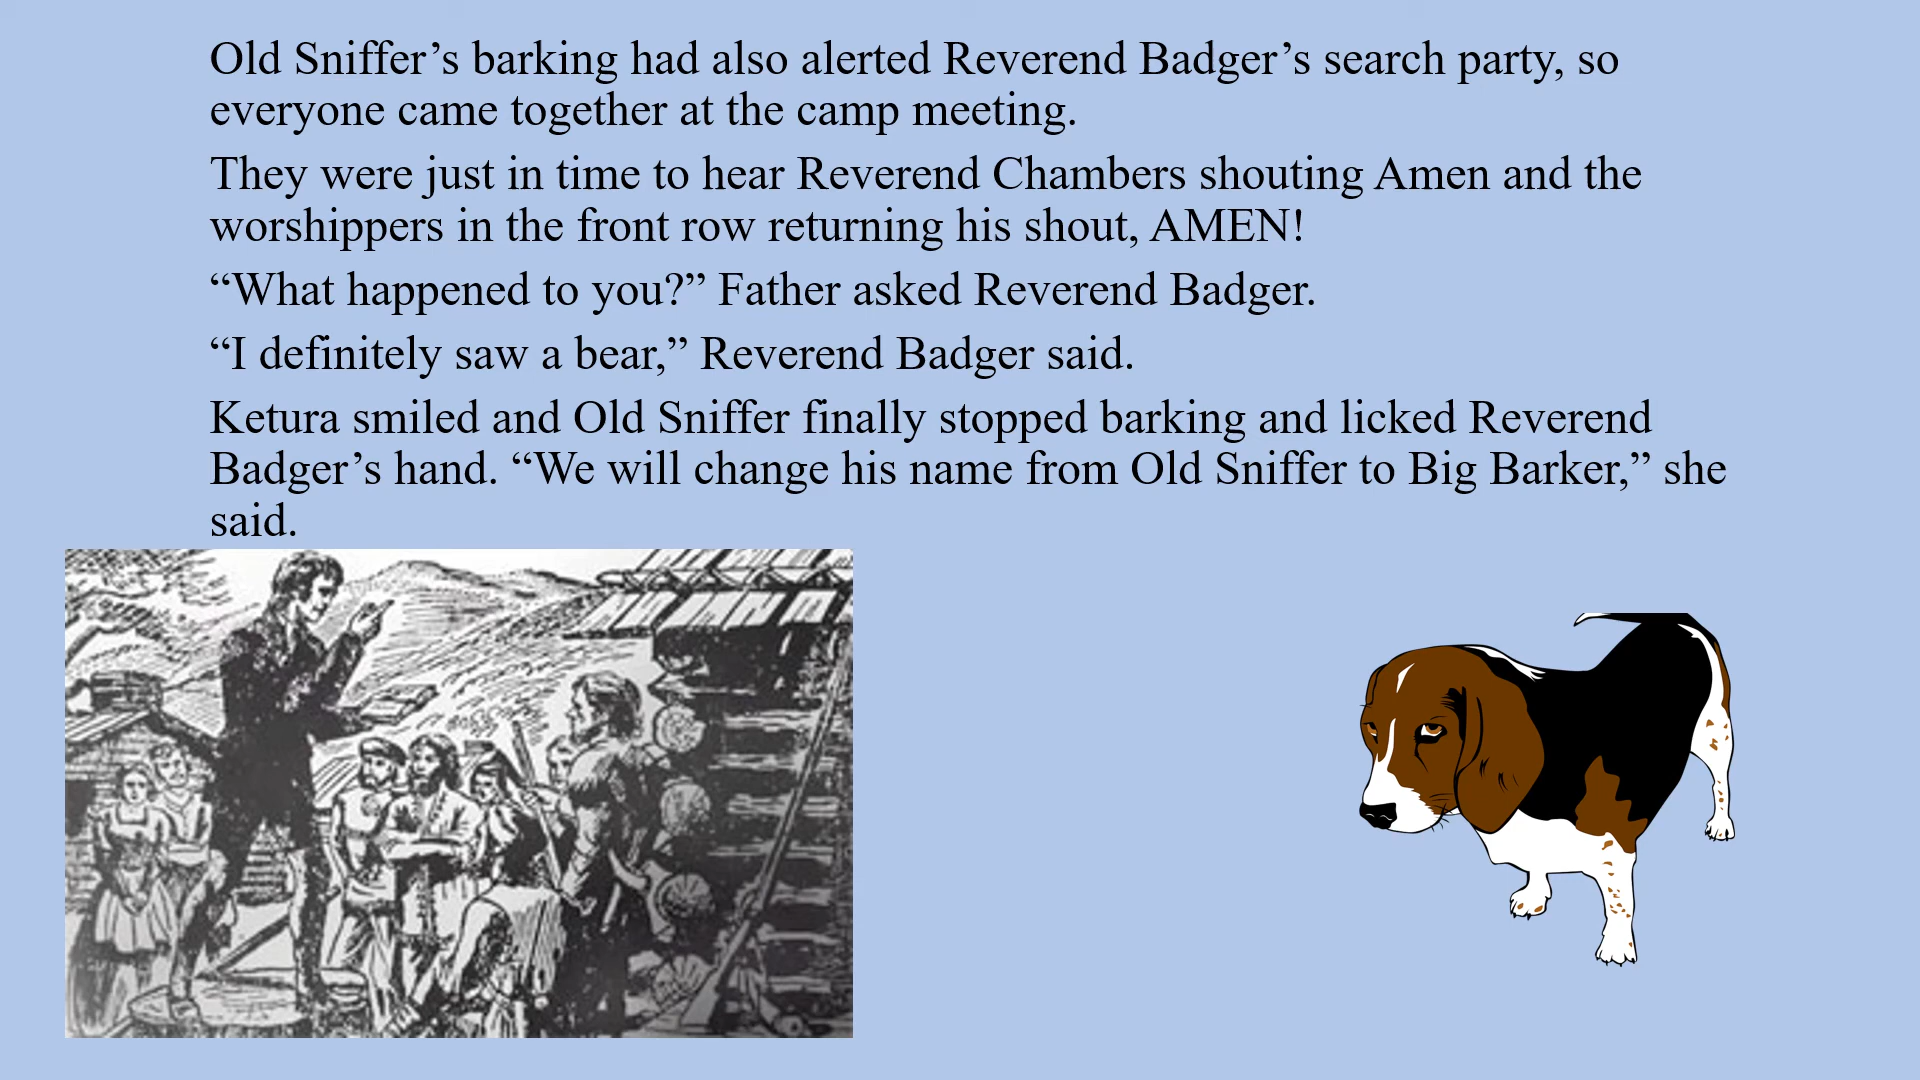 Old Sniffer’s barking had also alerted Reverend Badger’s search party, so
everyone came together at the camp meeting.
They were just in time to hear Reverend Chambers shouting Amen and the
worshippers in the front row returning his shout, AMEN!
“What happened to you?” Father asked Reverend Badger.
“I definitely saw a bear,” Reverend Badger said.
Ketura smiled and Old Sniffer finally stopped barking and licked Reverend
Badger’s hand. “We will change his name from Old Sniffer to Big Barker,” she
said.